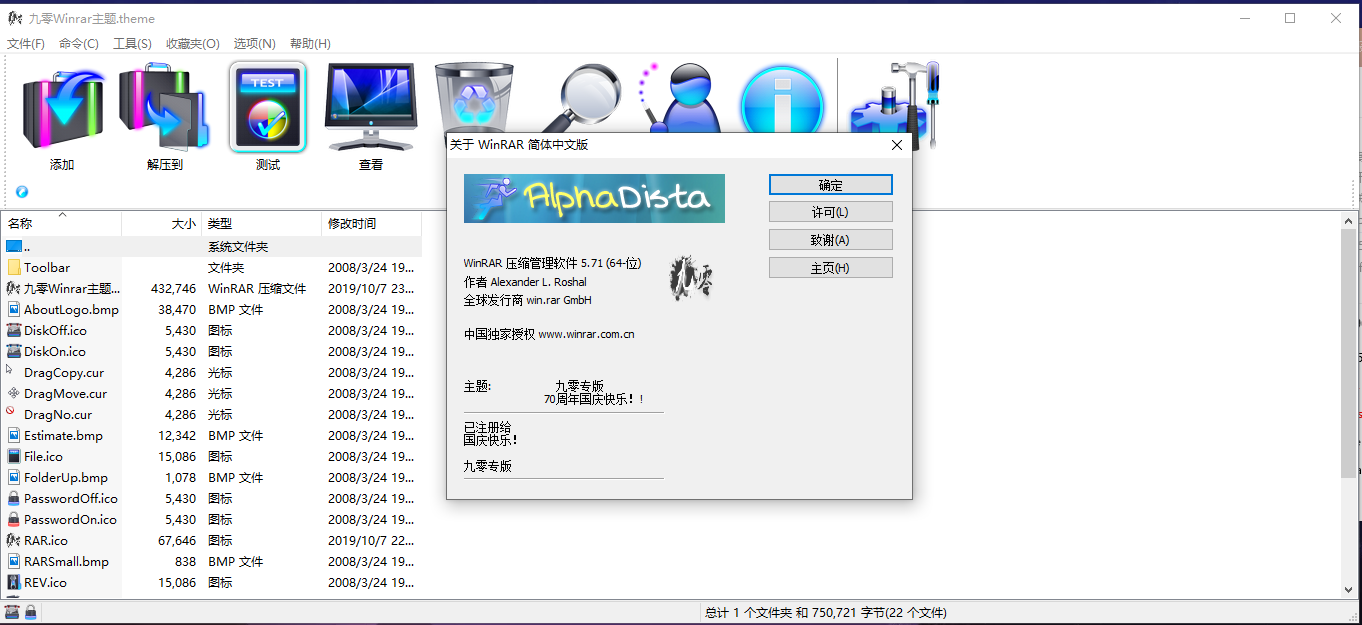 九零Winrar主题.theme
文件(F) 命令(C) 工具(S) 收藏夹(O) 选项(N) 帮助(H)
TEST
添加 解压到 测试 查看
名称 大小 类型 修改时间
.. 系统文件夹
Toolbar 文件夹 2008/3/24 19...
九零Winrar主题... 432,746 WinRAR 压缩文件 2019/10/7 23...
AboutLogo.bmp 38,470 BMP 文件 2008/3/24 19...
DiskOff.ico 5,430 图标 2008/3/24 19...
DiskOn.ico 5,430 图标 2008/3/24 19...
DragCopy.cur 4,286 光标 2008/3/24 19...
DragMove.cur 4,286 光标 2008/3/24 19...
DragNo.cur 4,286 光标 2008/3/24 19...
Estimate.bmp 12,342 BMP 文件 2008/3/24 19...
File.ico 15,086 图标 2008/3/24 19...
FolderUp.bmp 1,078 BMP 文件 2008/3/24 19...
PasswordOff.ico 5,430 图标 2008/3/24 19...
PasswordOn.ico 5,430 图标 2008/3/24 19...
RAR.ico 67,646 图标 2019/10/7 22...
RARSmall.bmp 838 BMP 文件 2008/3/24 19...
REV.ico 15,086 图标 2008/3/24 19...
总计 1 个文件夹 和 750,721 字节(22 个文件)
关于 WinRAR 简体中文版
AlphaDista
确定
许可(L)
致谢(A)
主页(H)
WinRAR 压缩管理软件 5.71 (64-位)
作者 Alexander L. Roshal
全球发行商 win.rar GmbH
九零
中国独家授权 www.winrar.com.cn
主题: 九零专版
70周年国庆快乐！!
已注册给
国庆快乐！
九零专版